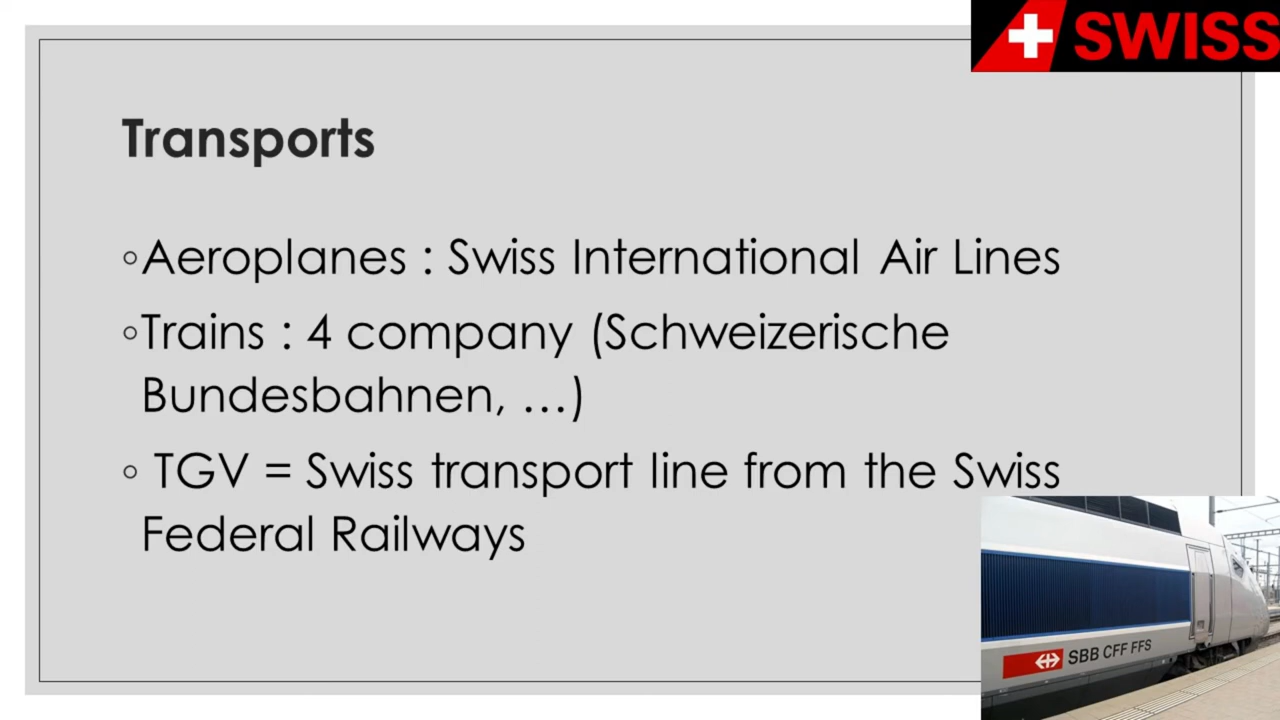 SWISS
Transports
◦Aeroplanes : Swiss International Air Lines
◦Trains : 4 company (Schweizerische
Bundesbahnen, …)
◦ TGV = Swiss transport line from the Swiss
Federal Railways
SBB CFF FFS